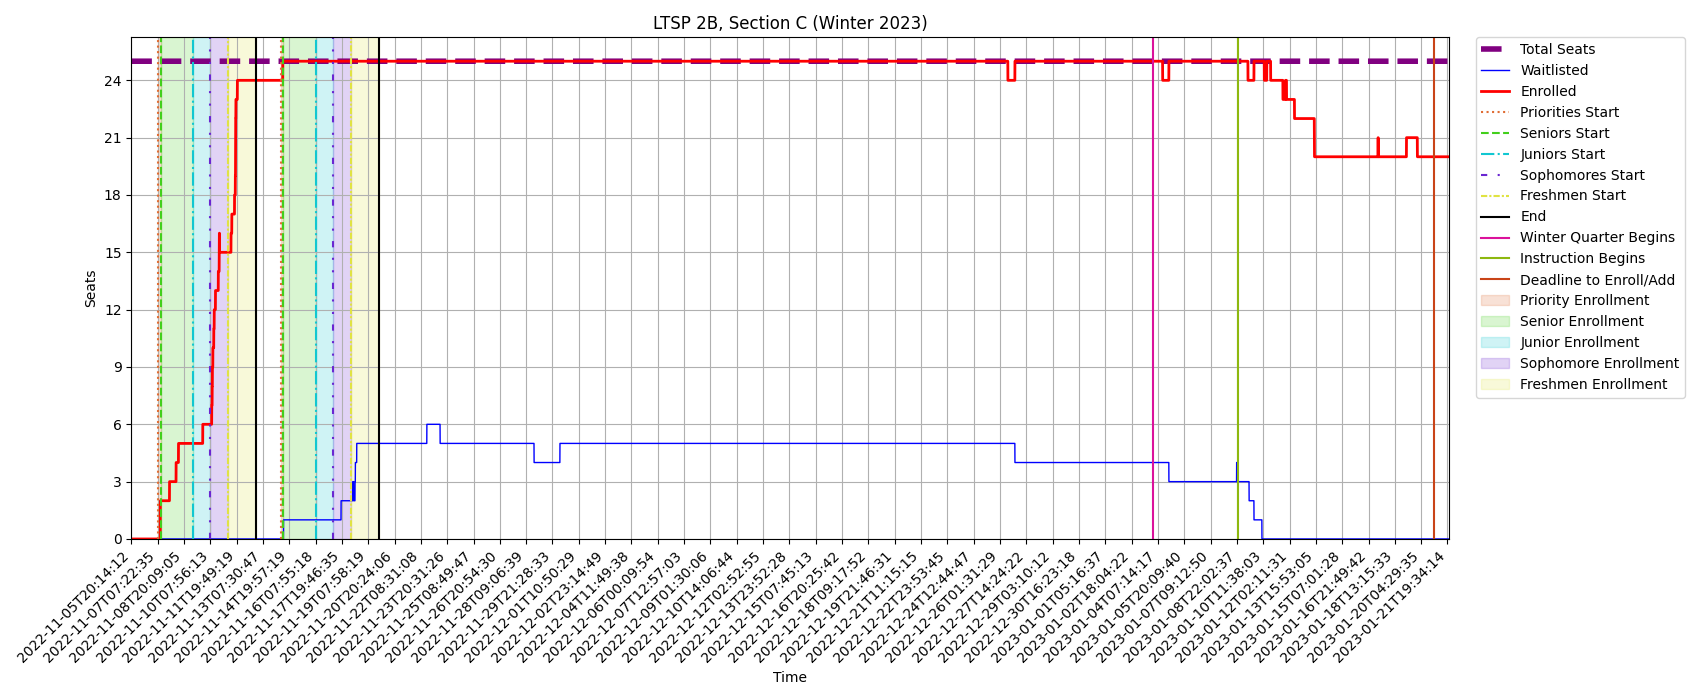 LTSP 2B, Section C (Winter 2023)
Seats
24
21
18
15
12
9
6
3
0
2022-11-05T20:14:12
2022-11-07T07:22:35
2022-11-08T20:09:05
2022-11-10T07:56:13
2022-11-11T19:49:19
2022-11-13T07:30:47
2022-11-14T19:57:19
2022-11-16T07:55:18
2022-11-17T19:46:35
2022-11-19T07:58:19
2022-11-20T20:24:06
2022-11-22T08:31:08
2022-11-23T20:31:26
2022-11-25T08:49:47
2022-11-26T20:54:30
2022-11-28T09:06:39
2022-11-29T21:28:33
2022-12-01T10:50:29
2022-12-02T23:14:49
2022-12-04T11:49:38
2022-12-06T00:09:54
2022-12-07T12:57:03
2022-12-09T01:30:06
2022-12-10T14:06:44
2022-12-12T02:52:55
2022-12-13T23:52:28
2022-12-15T07:45:13
2022-12-16T20:25:42
2022-12-18T09:17:52
2022-12-19T21:46:31
2022-12-21T11:15:15
2022-12-22T23:53:45
2022-12-24T12:44:47
2022-12-26T01:31:29
2022-12-27T14:24:22
2022-12-29T03:10:12
2022-12-30T16:23:18
2023-01-01T05:16:37
2023-01-02T18:04:22
2023-01-04T07:14:17
2023-01-05T20:09:40
2023-01-07T09:12:50
2023-01-08T22:02:37
2023-01-10T11:38:03
2023-01-12T02:11:31
2023-01-13T15:53:05
2023-01-15T07:01:28
2023-01-16T21:49:42
2023-01-18T13:15:33
2023-01-20T04:29:35
2023-01-21T19:34:14
Time
Total Seats
Waitlisted
Enrolled
Priorities Start
Seniors Start
Juniors Start
Sophomores Start
Freshmen Start
End
Winter Quarter Begins
Instruction Begins
Deadline to Enroll/Add
Priority Enrollment
Senior Enrollment
Junior Enrollment
Sophomore Enrollment
Freshmen Enrollment